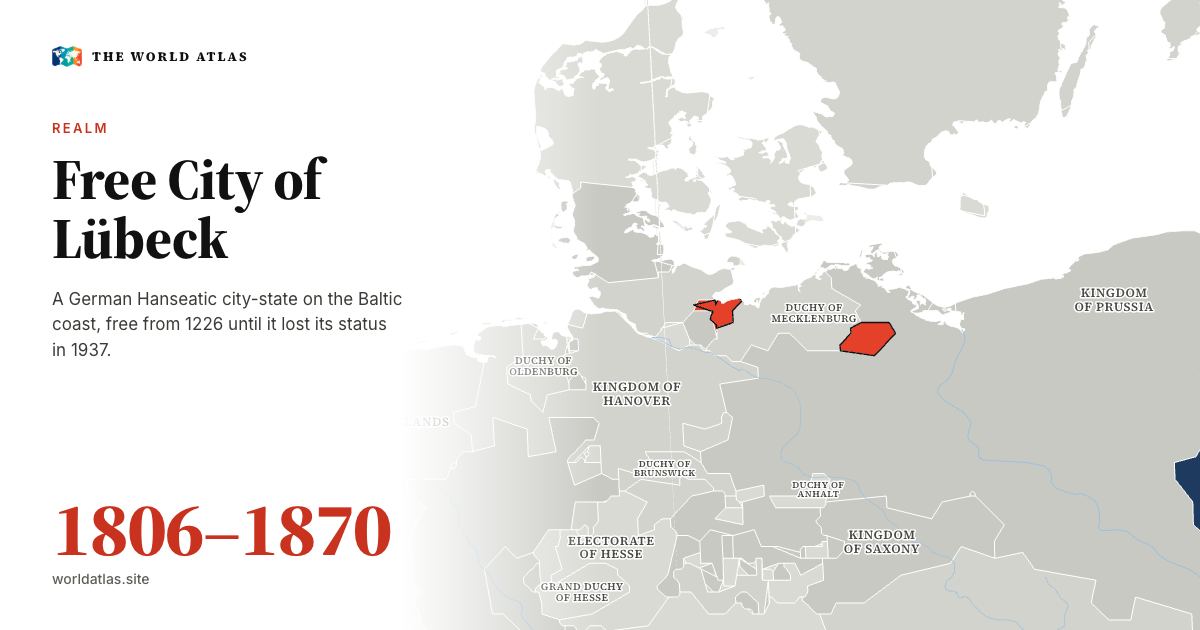 THE WORLD ATLAS
REALM
Free City of
Lübeck
A German Hanseatic city-state on the Baltic
coast, free from 1226 until it lost its status
in 1937.
1806–1870
worldatlas.site
KINGDOM
OF PRUSSIA
DUCHY OF
MECKLENBURG
DUCHY OF
OLDENBURG
KINGDOM OF
HANOVER
LANDS
DUCHY OF
BRUNSWICK
DUCHY OF
ANHALT
ELECTORATE
OF HESSE
KINGDOM
OF SAXONY
GRAND DUCHY
OF HESSE